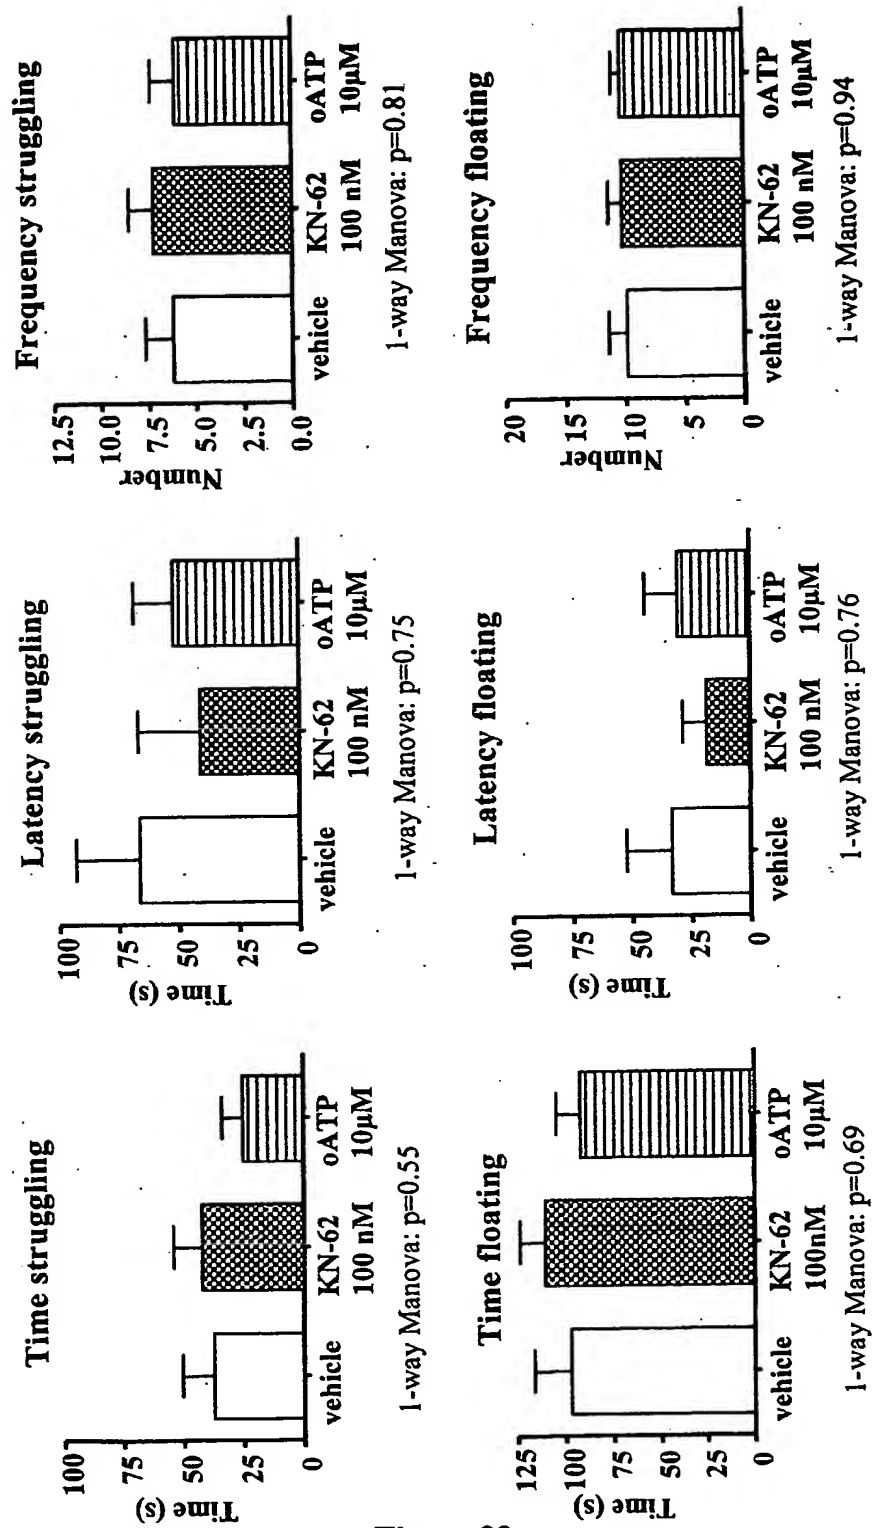 Time struggling
100
75
50
25
0
Time (s)
vehicle
KN-62
100 nM
oATP
10µM
1-way Manova: p=0.55
Latency struggling
100
75
50
25
0
Time (s)
vehicle
KN-62
100 nM
oATP
10µM
1-way Manova: p=0.75
Frequency struggling
12.5
10.0
7.5
5.0
2.5
0.0
Number
vehicle
KN-62
100 nM
oATP
10µM
1-way Manova: p=0.81
Time floating
125
100
75
50
25
0
Time (s)
vehicle
KN-62
100nM
oATP
10µM
1-way Manova: p=0.69
Latency floating
100
75
50
25
0
Time (s)
vehicle
KN-62
100 nM
oATP
10µM
1-way Manova: p=0.76
Frequency floating
20
15
10
5
0
Number
vehicle
KN-62
100 nM
oATP
10µM
1-way Manova: p=0.94